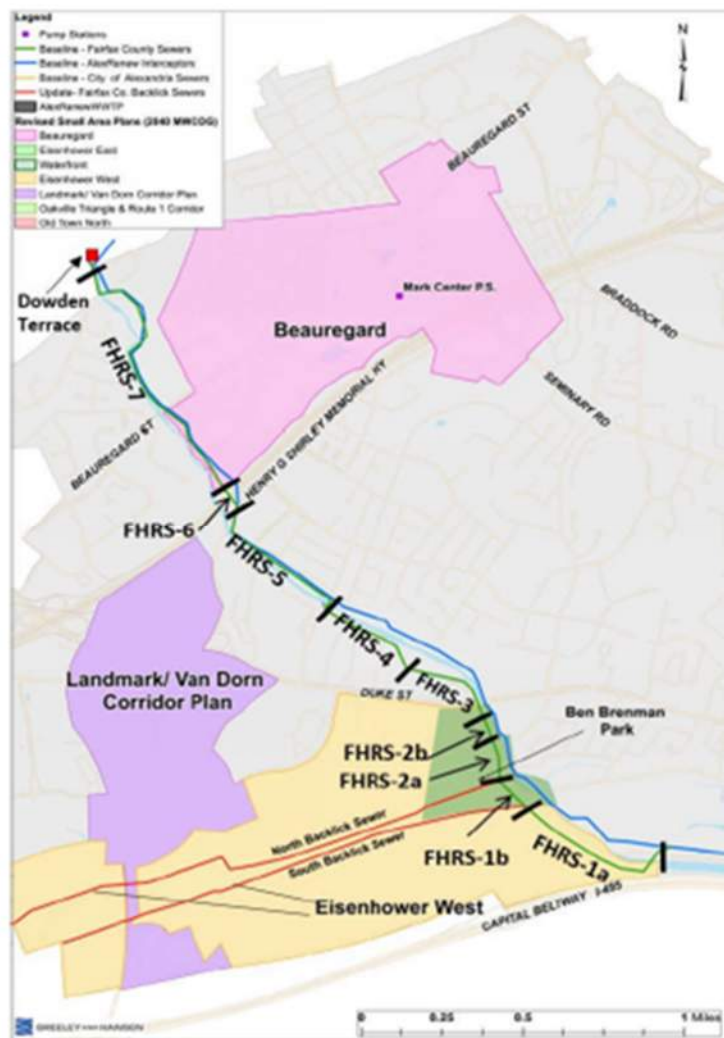 Legend
Pump Stations
Baseline - Fairfax County Sewers
Baseline - AlexRenew Interceptors
Baseline - City of Alexandria Sewers
Update- Fairfax Co. Backlick Sewers
AlexRenewWWTP
Revised Small Area Plans (2040 MWCOG)
Beauregard
Eisenhower East
Waterfront
Eisenhower West
Landmark/ Van Dorn Corridor Plan
Oakville Triangle & Route 1 Corridor
Old Town North
N
BEAUREGARD ST
Dowden
Terrace
Mark Center P.S.
BRADDOCK RD
Beauregard
FHRS-7
SEMINARY RD
HENRY G SHIRLEY MEMORIAL HY
BEAUREGARD ST
FHRS-6
FHRS-5
FHRS-4
Landmark/ Van Dorn
Corridor Plan
DUKE ST
FHRS-3
Ben Brenman
Park
FHRS-2b
FHRS-2a
North Backlick Sewer
South Backlick Sewer
FHRS-1b
FHRS-1a
Eisenhower West
CAPITAL BELTWAY I-495
GREELEY AND HANSEN
0 0.25 0.5 1 Miles